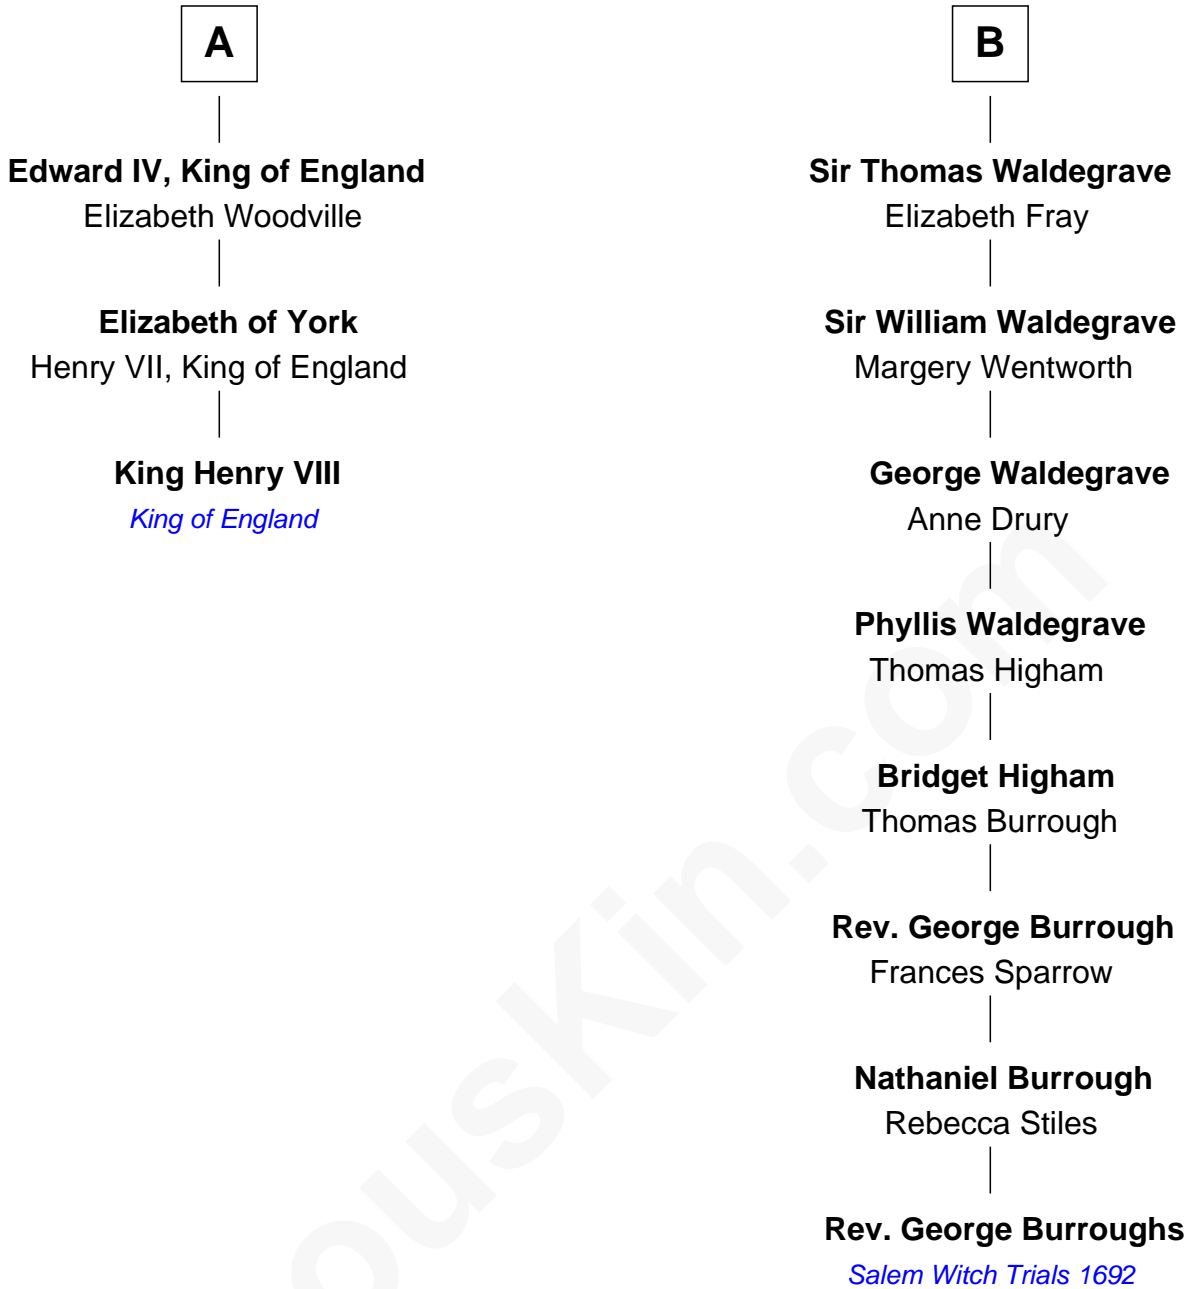 A
Edward IV, King of England
Elizabeth Woodville
Elizabeth of York
Henry VII, King of England
King Henry VIII
King of England
B
Sir Thomas Waldegrave
Elizabeth Fray
Sir William Waldegrave
Margery Wentworth
George Waldegrave
Anne Drury
Phyllis Waldegrave
Thomas Higham
Bridget Higham
Thomas Burrough
Rev. George Burrough
Frances Sparrow
Nathaniel Burrough
Rebecca Stiles
Rev. George Burroughs
Salem Witch Trials 1692
ousKin.com